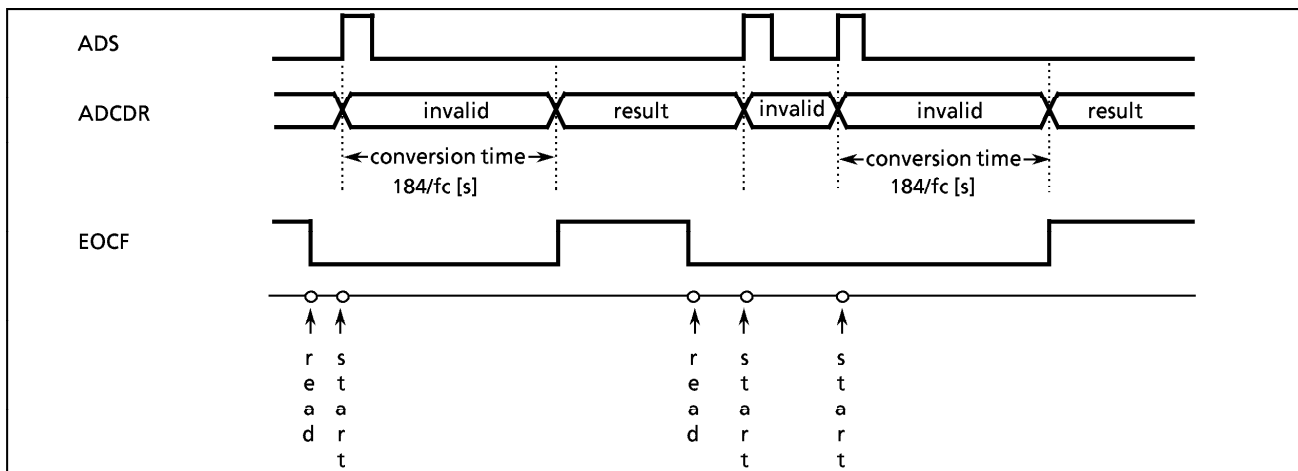 ADS
ADCDR
invalid
result
invalid
invalid
result
conversion time
184/fc [s]
conversion time
184/fc [s]
EOCF
read
start
read
start
start